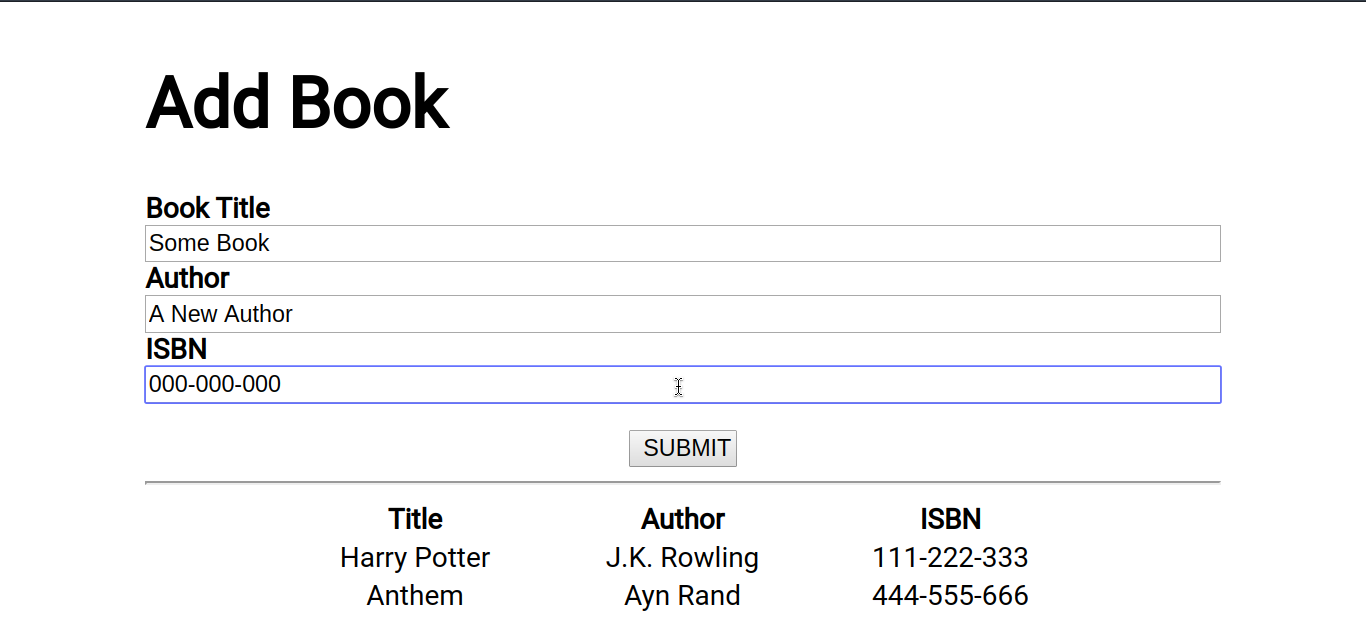 Add Book
Book Title
Some Book
Author
A New Author
ISBN
000-000-000
SUBMIT
Title Author ISBN
Harry Potter J.K. Rowling 111-222-333
Anthem Ayn Rand 444-555-666